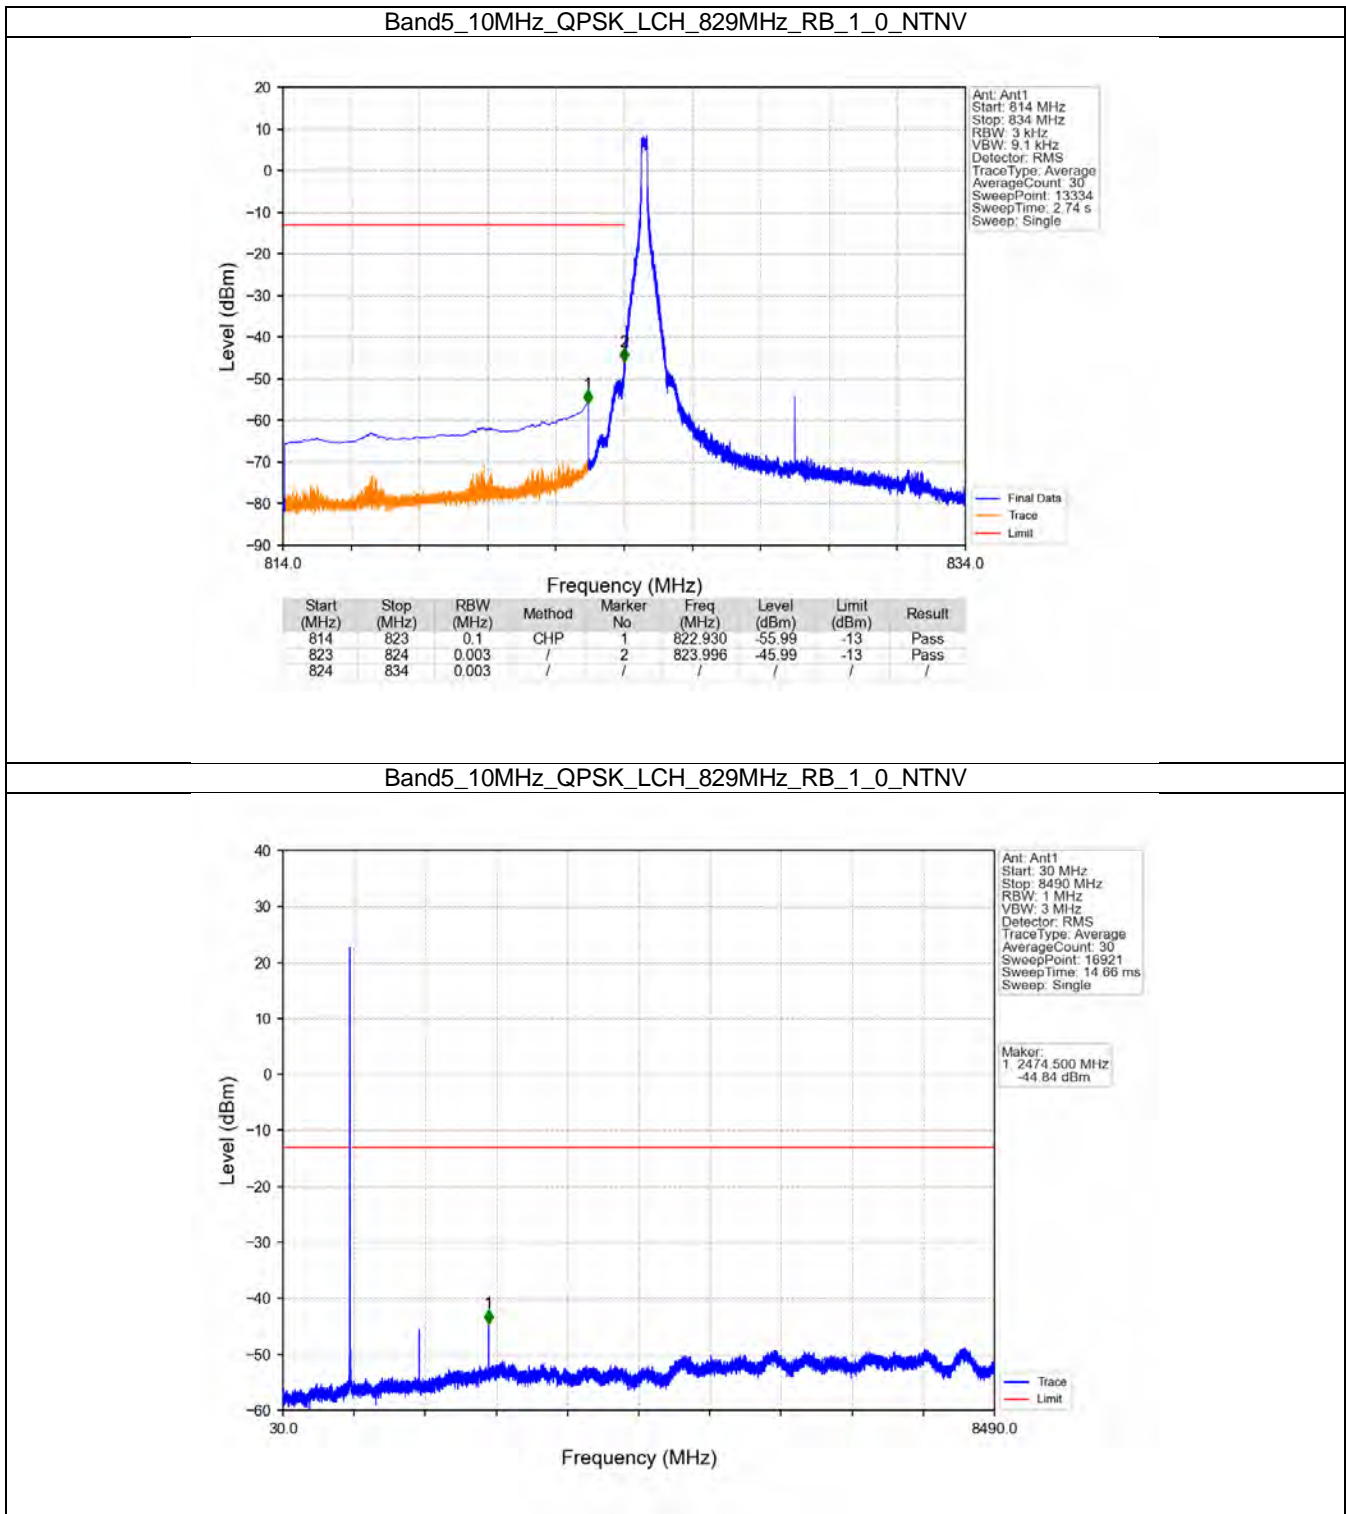 Band5_10MHz_QPSK_LCH_829MHz_RB_1_0_NTNV
20
10
0
−10
−20
−30
−40
−50
−60
−70
−80
−90
Level (dBm)
1
2
814.0
834.0
Frequency (MHz)
Ant: Ant1
Start: 814 MHz
Stop: 834 MHz
RBW: 3 kHz
VBW: 9.1 kHz
Detector: RMS
TraceType: Average
AverageCount: 30
SweepPoint: 13334
SweepTime: 2.74 s
Sweep: Single
Final Data
Trace
Limit
Start (MHz) Stop (MHz) RBW (MHz) Method Marker No Freq (MHz) Level (dBm) Limit (dBm) Result
814 823 0.1 CHP 1 822.930 -55.99 -13 Pass
823 824 0.003 / 2 823.996 -45.99 -13 Pass
824 834 0.003 / / / / / /
Band5_10MHz_QPSK_LCH_829MHz_RB_1_0_NTNV
40
30
20
10
0
−10
−20
−30
−40
−50
−60
Level (dBm)
1
30.0
8490.0
Frequency (MHz)
Ant: Ant1
Start: 30 MHz
Stop: 8490 MHz
RBW: 1 MHz
VBW: 3 MHz
Detector: RMS
TraceType: Average
AverageCount: 30
SweepPoint: 16921
SweepTime: 14.66 ms
Sweep: Single
Maker:
1. 2474.500 MHz
-44.84 dBm
Trace
Limit